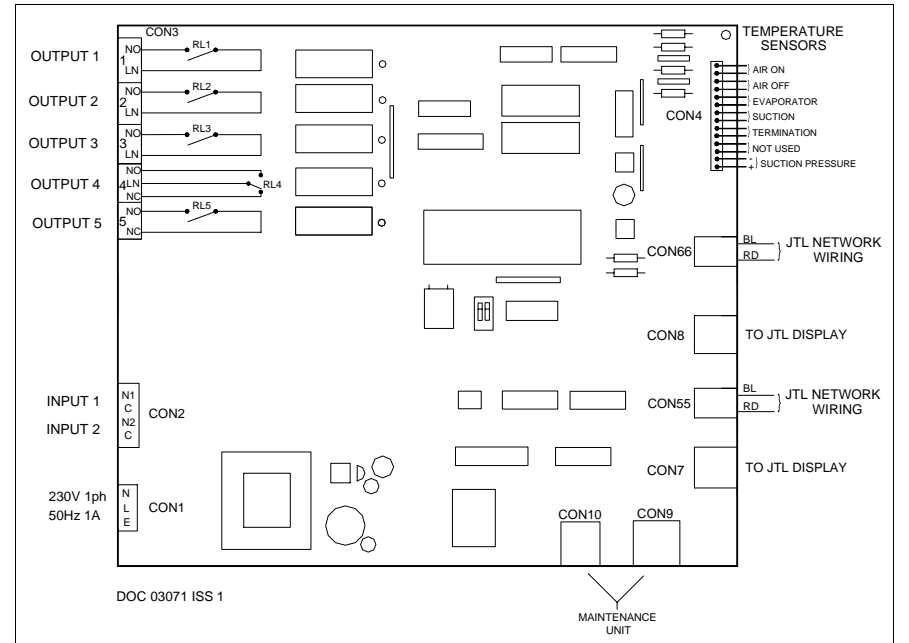 CON3
TEMPERATURE
SENSORS
OUTPUT 1
NO
1
LN
RL1
OUTPUT 2
NO
2
LN
RL2
OUTPUT 3
NO
3
LN
RL3
OUTPUT 4
NO
4
LN
NC
RL4
OUTPUT 5
NO
5
NC
RL5
CON4
AIR ON
AIR OFF
EVAPORATOR
SUCTION
TERMINATION
NOT USED
-
+
SUCTION PRESSURE
CON66
BL
RD
JTL NETWORK
WIRING
CON8
TO JTL DISPLAY
INPUT 1
INPUT 2
N1
C
N2
C
CON2
CON55
BL
RD
JTL NETWORK
WIRING
CON7
TO JTL DISPLAY
230V 1ph
50Hz 1A
N
L
E
CON1
CON10
CON9
DOC 03071 ISS 1
MAINTENANCE
UNIT